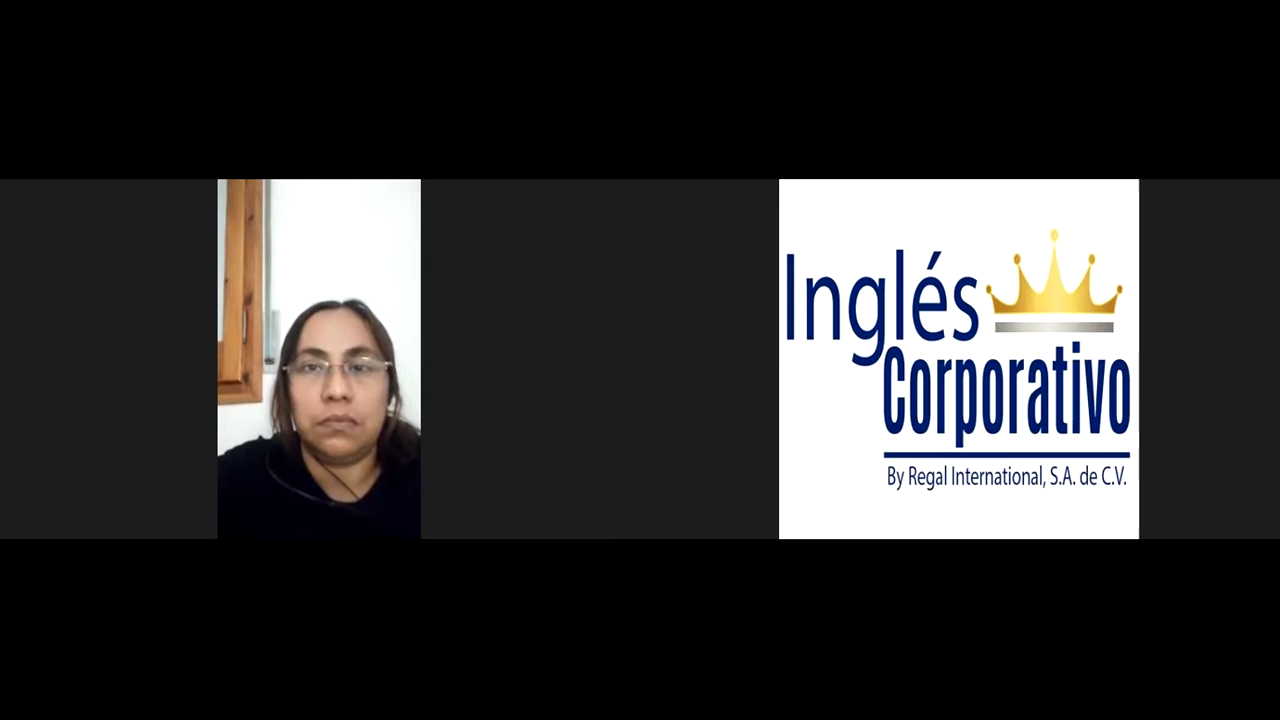 Inglés
Corporativo
By Regal International, S.A. de C.V.